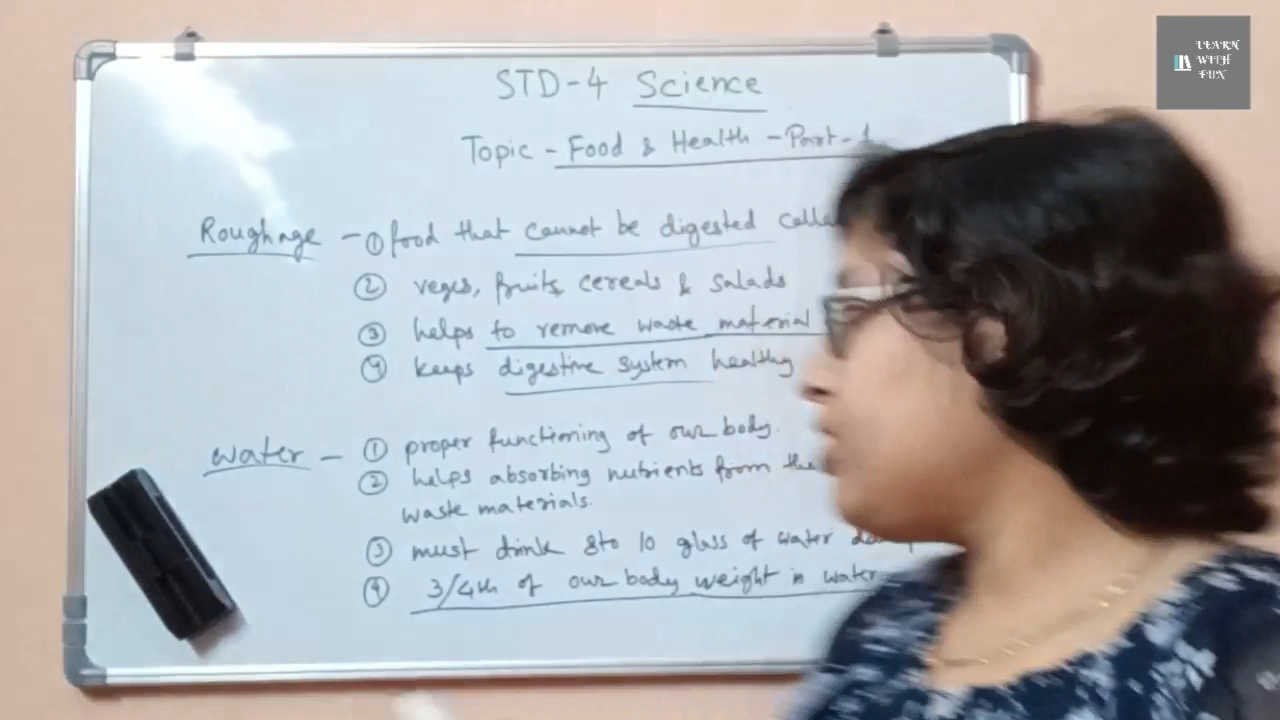 LEARN
WITH
FUN
STD-4 Science
Topic - Food & Health - Part-1
Roughage - ① food that cannot be digested
② veges, fruits, cereals & salads
③ helps to remove waste material
④ keeps digestive system healthy
water - ① proper functioning of our body.
② helps absorbing nutrients from the
waste materials.
③ must drink 8 to 10 glass of water
④ 3/4th of our body weight is water